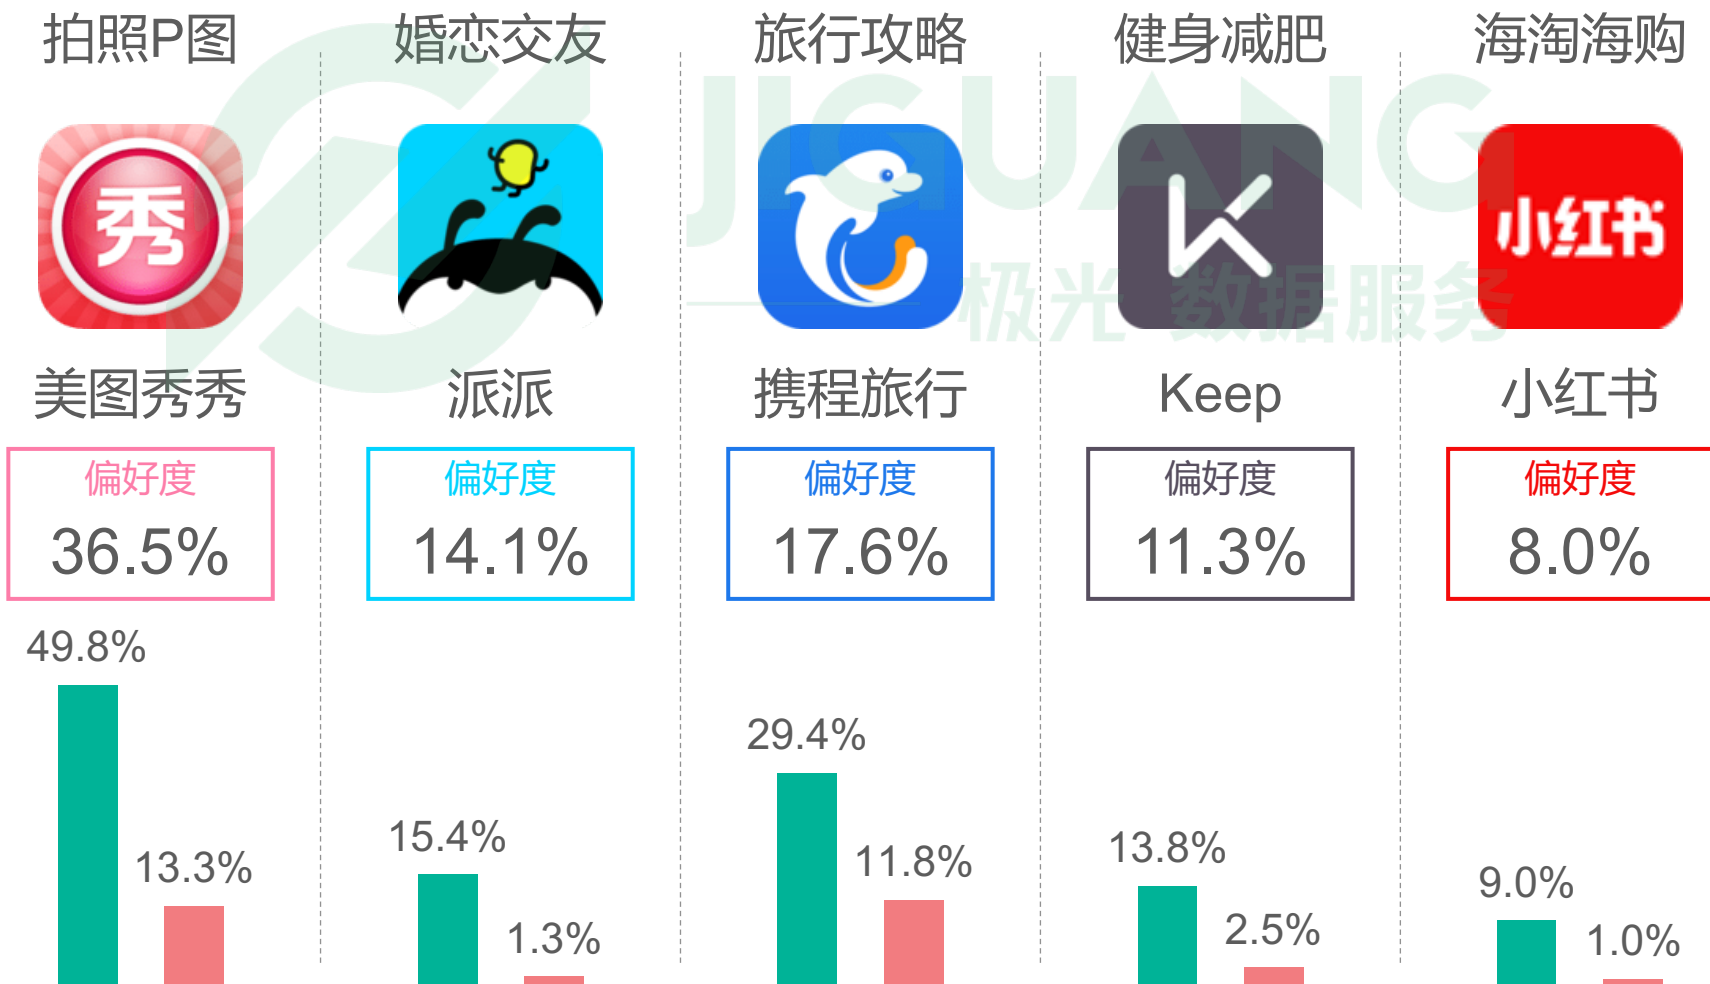 拍照P图
婚恋交友
旅行攻略
健身减肥
海淘海购
秀
小红书
JIGUANG
极光 数据服务
美图秀秀
派派
携程旅行
Keep
小红书
偏好度
36.5%
偏好度
14.1%
偏好度
17.6%
偏好度
11.3%
偏好度
8.0%
49.8%
13.3%
15.4%
1.3%
29.4%
11.8%
13.8%
2.5%
9.0%
1.0%